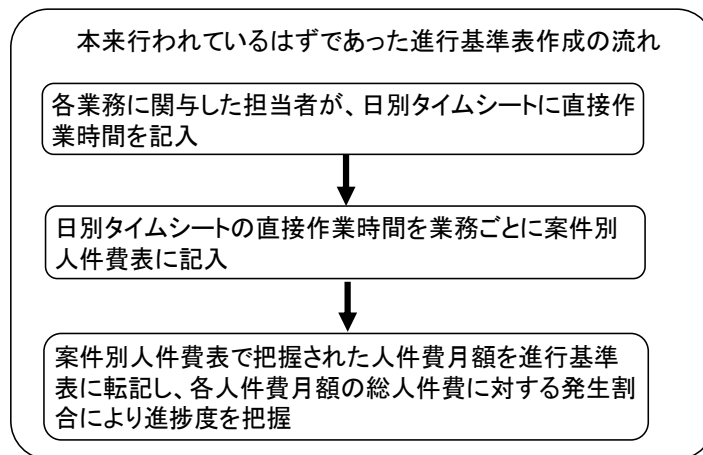 本来行われているはずであった進行基準表作成の流れ
各業務に関与した担当者が、日別タイムシートに直接作
業時間を記入
日別タイムシートの直接作業時間を業務ごとに案件別
人件費表に記入
案件別人件費表で把握された人件費月額を進行基準
表に転記し、各人件費月額の総人件費に対する発生割
合により進捗度を把握